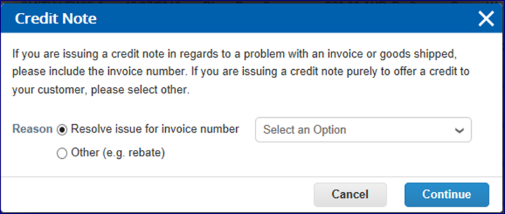 Credit Note
If you are issuing a credit note in regards to a problem with an invoice or goods shipped,
please include the invoice number. If you are issuing a credit note purely to offer a credit to
your customer, please select other.
Reason Resolve issue for invoice number Select an Option
Other (e.g. rebate)
Cancel Continue